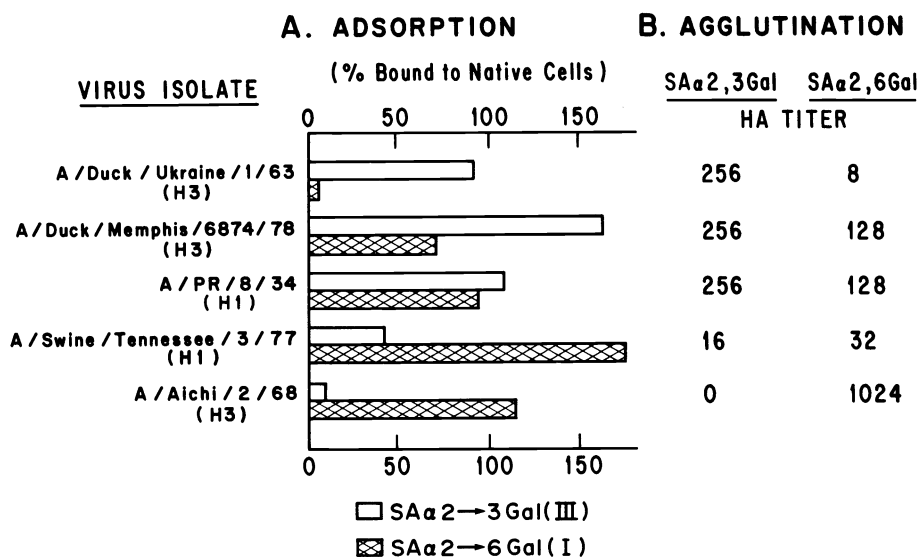 A. ADSORPTION
B. AGGLUTINATION
(% Bound to Native Cells)
SAα2,3Gal SAα2,6Gal
VIRUS ISOLATE
HA TITER
0 50 100 150
A/Duck/Ukraine/1/63
(H3)
256 8
A/Duck/Memphis/6874/78
(H3)
256 128
A/PR/8/34
(H1)
256 128
A/Swine/Tennessee/3/77
(H1)
16 32
A/Aichi/2/68
(H3)
0 1024
0 50 100 150
SAα2→3Gal(III)
SAα2→6Gal(I)